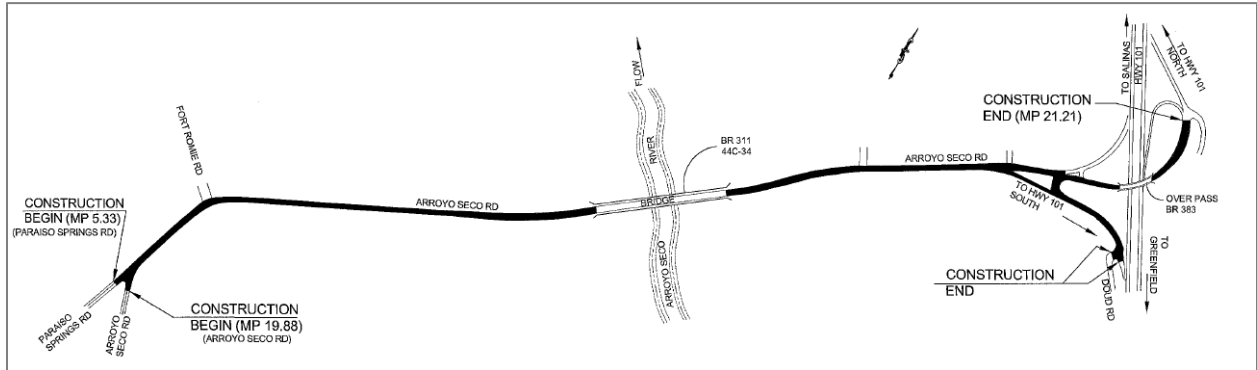 FORT ROMIE RD
CONSTRUCTION
BEGIN (MP 5.33)
(PARAISO SPRINGS RD)
PARAISO
SPRINGS RD
ARROYO
SECO RD
CONSTRUCTION
BEGIN (MP 19.88)
(ARROYO SECO RD)
ARROYO SECO RD
FLOW
RIVER
BRIDGE
ARROYO SECO
BR 311
44C-34
ARROYO SECO RD
TO HWY 101
SOUTH
CONSTRUCTION
END (MP 21.21)
TO SALINAS
HWY 101
TO HWY 101
NORTH
OVER PASS
BR 383
TO
GREENFIELD
CONSTRUCTION
END
DOUD RD